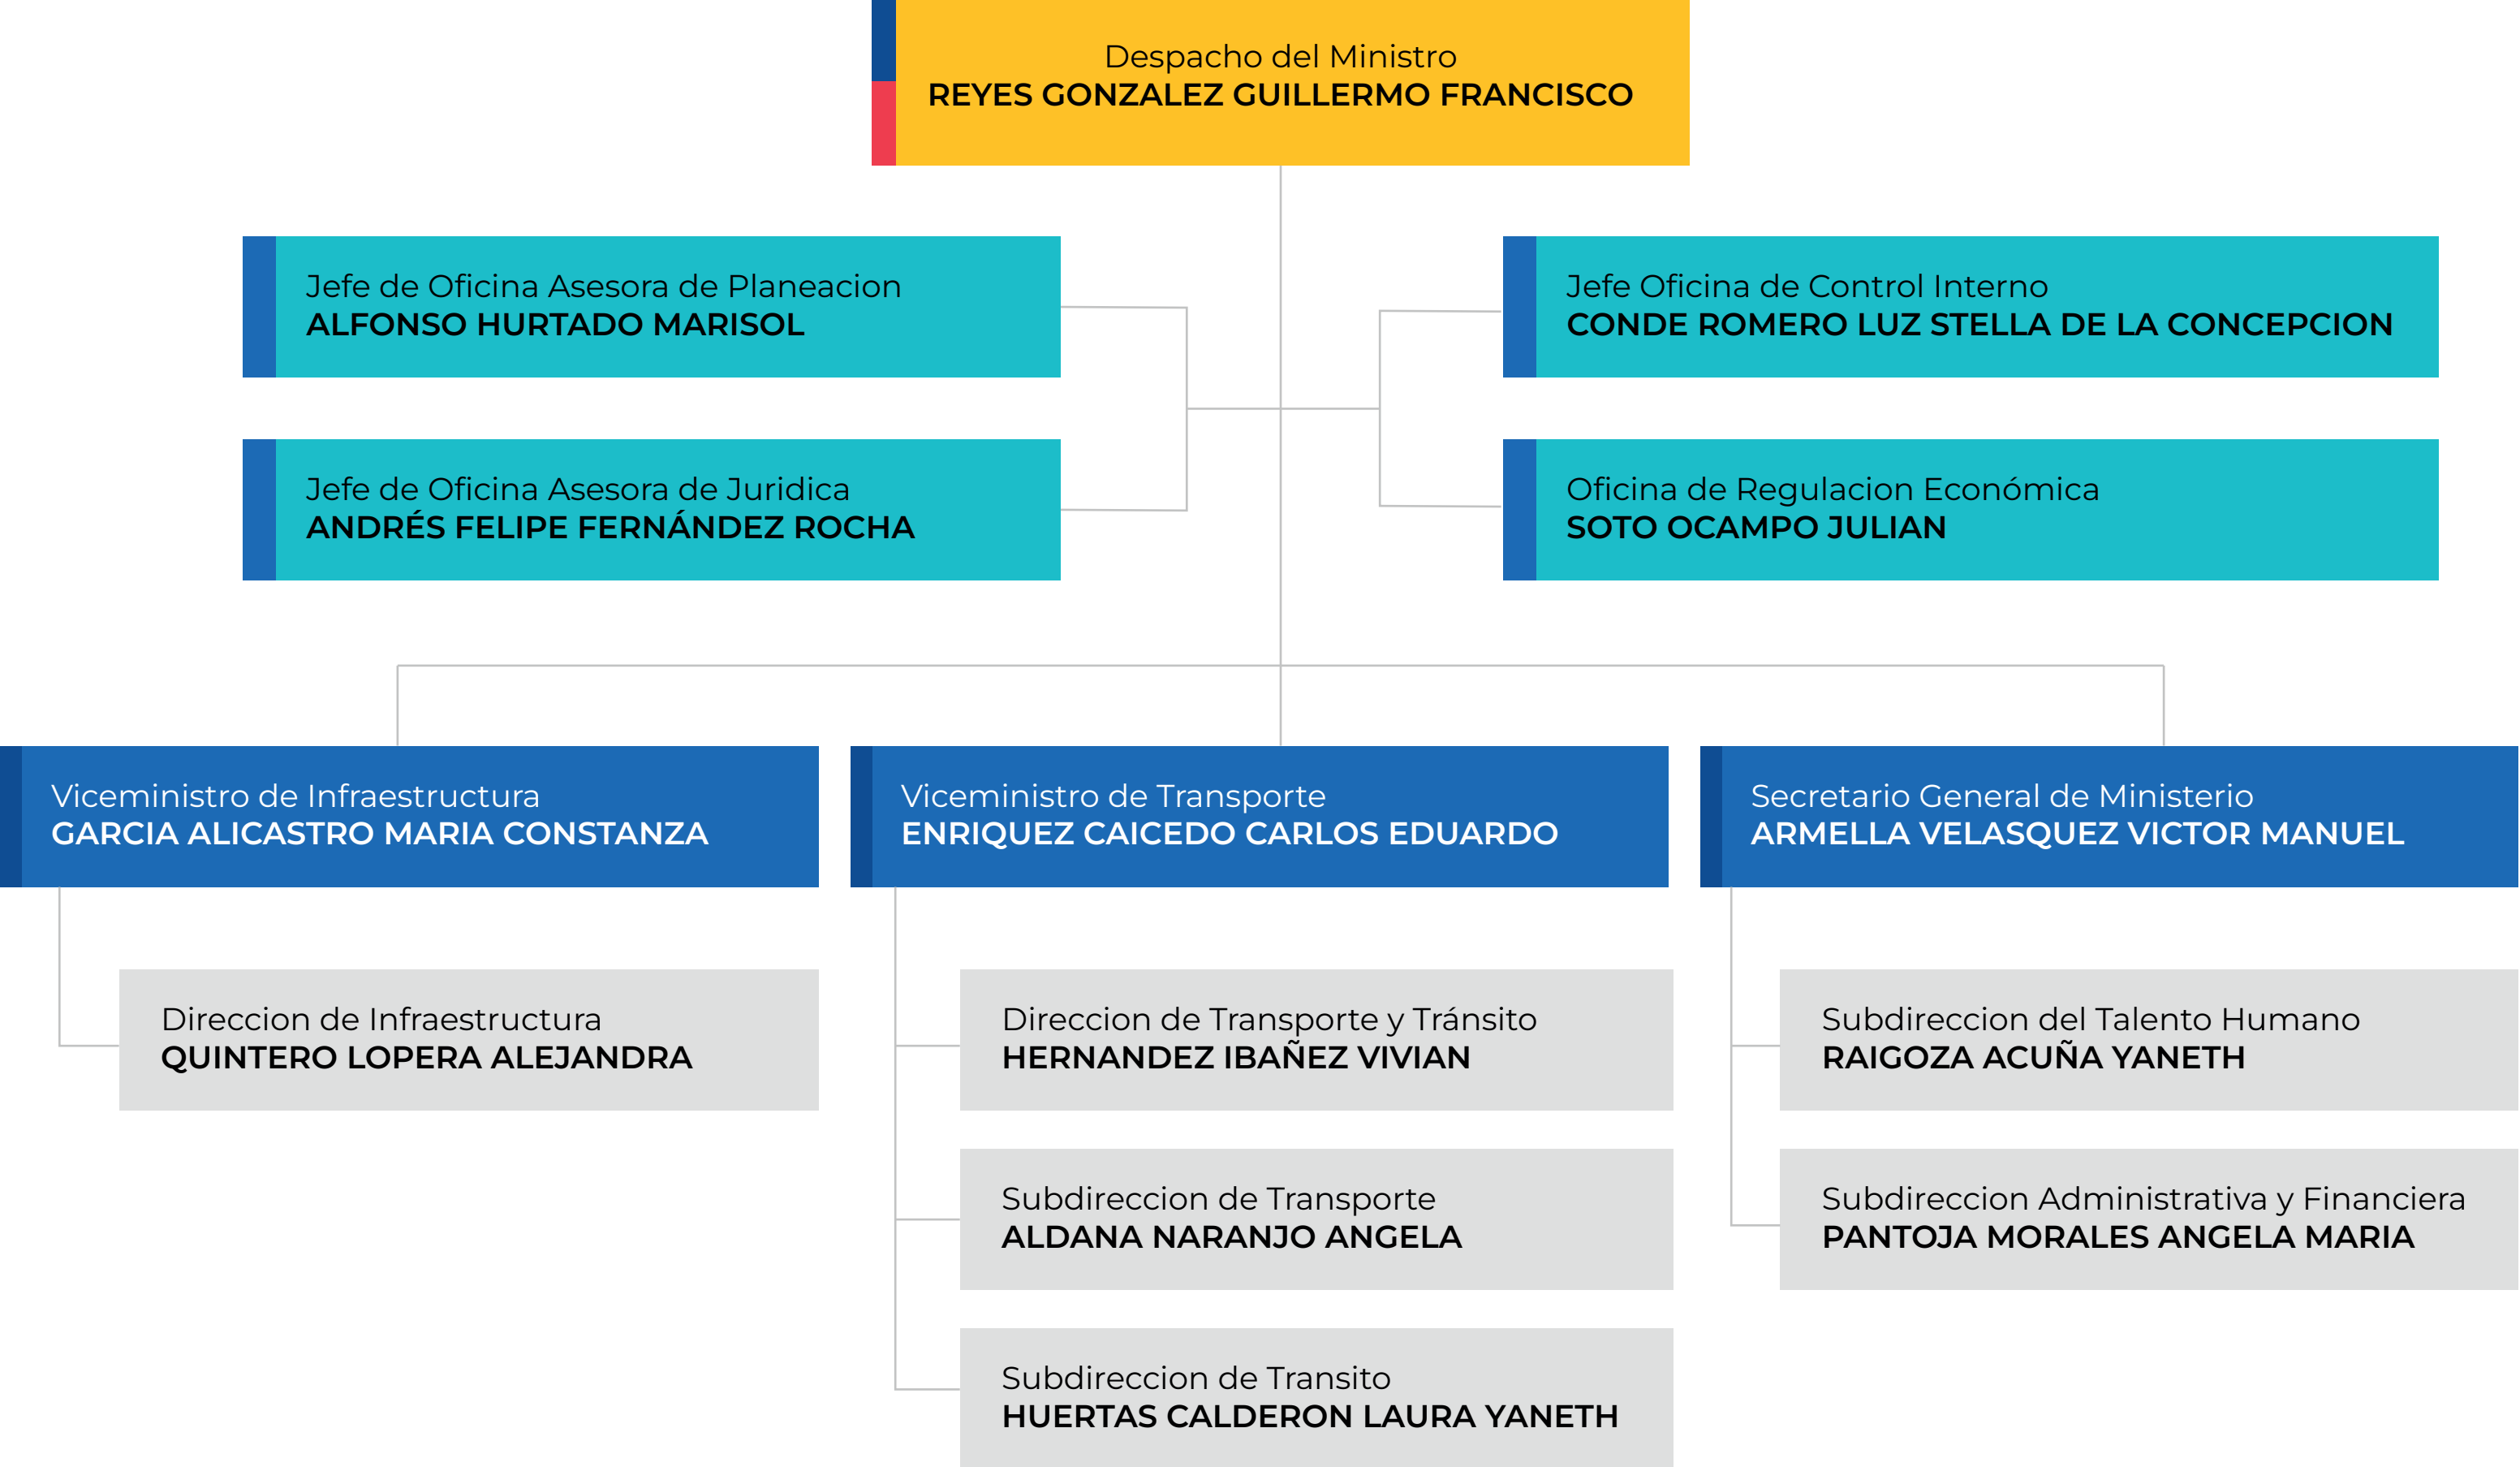 Despacho del Ministro
REYES GONZALEZ GUILLERMO FRANCISCO
Jefe de Oficina Asesora de Planeacion
ALFONSO HURTADO MARISOL
Jefe Oficina de Control Interno
CONDE ROMERO LUZ STELLA DE LA CONCEPCION
Jefe de Oficina Asesora de Juridica
ANDRÉS FELIPE FERNÁNDEZ ROCHA
Oficina de Regulacion Económica
SOTO OCAMPO JULIAN
Viceministro de Infraestructura
GARCIA ALICASTRO MARIA CONSTANZA
Viceministro de Transporte
ENRIQUEZ CAICEDO CARLOS EDUARDO
Secretario General de Ministerio
ARMELLA VELASQUEZ VICTOR MANUEL
Direccion de Infraestructura
QUINTERO LOPERA ALEJANDRA
Direccion de Transporte y Tránsito
HERNANDEZ IBAÑEZ VIVIAN
Subdireccion del Talento Humano
RAIGOZA ACUÑA YANETH
Subdireccion de Transporte
ALDANA NARANJO ANGELA
Subdireccion Administrativa y Financiera
PANTOJA MORALES ANGELA MARIA
Subdireccion de Transito
HUERTAS CALDERON LAURA YANETH